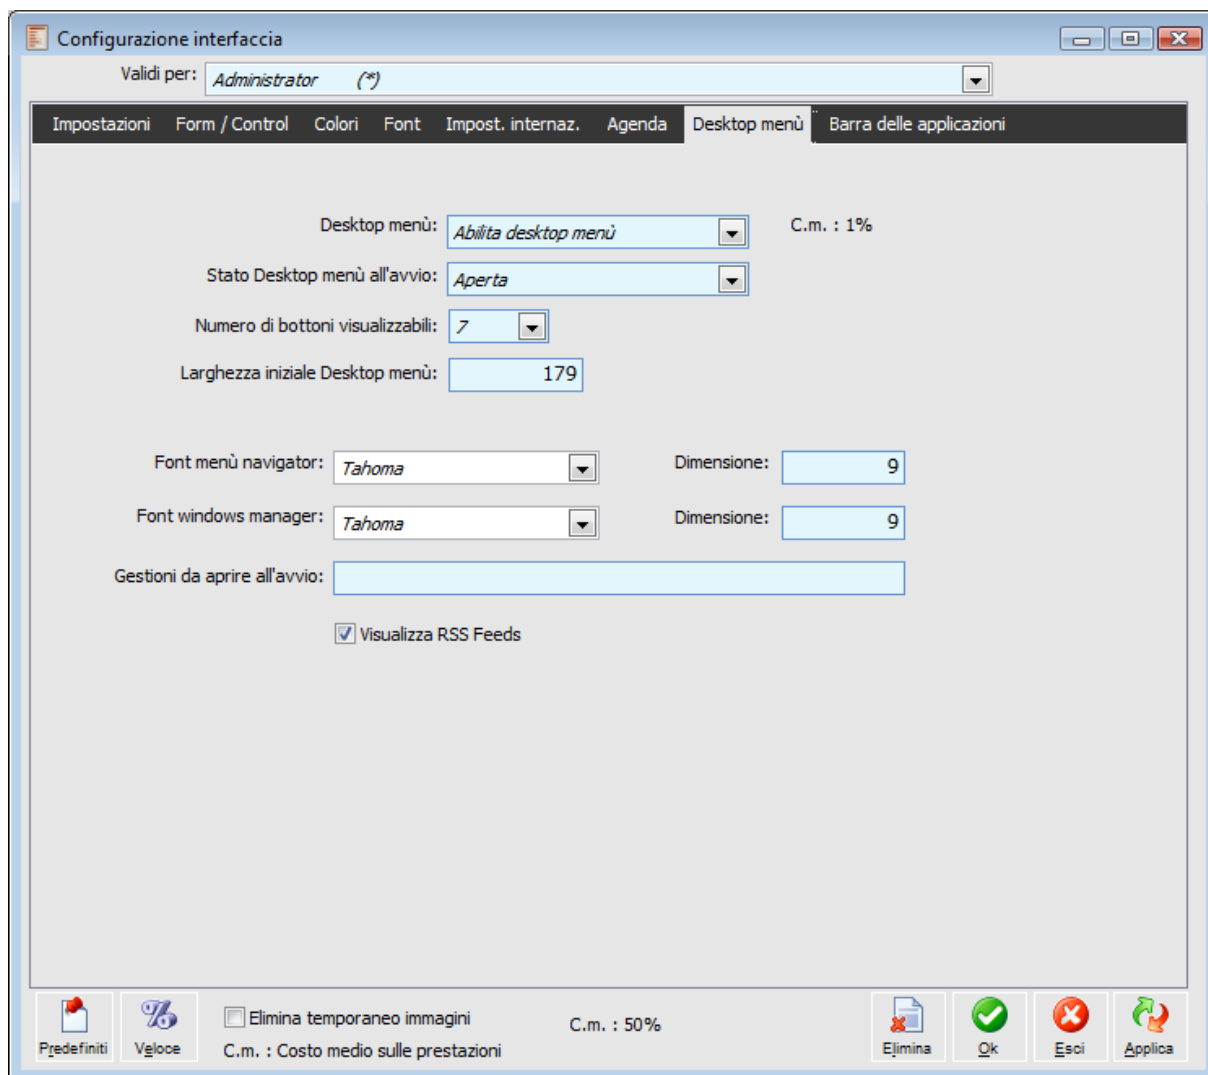 Configurazione interfaccia
Validi per: Administrator (*)
Impostazioni Form / Control Colori Font Impost. internaz. Agenda Desktop menù Barra delle applicazioni
Desktop menù: Abilita desktop menù C.m. : 1%
Stato Desktop menù all'avvio: Aperta
Numero di bottoni visualizzabili: 7
Larghezza iniziale Desktop menù: 179
Font menù navigator: Tahoma Dimensione: 9
Font windows manager: Tahoma Dimensione: 9
Gestioni da aprire all'avvio:
Visualizza RSS Feeds
Elimina temporaneo immagini C.m. : 50%
C.m. : Costo medio sulle prestazioni
Predefiniti Veloce Elimina Ok Esci Applica